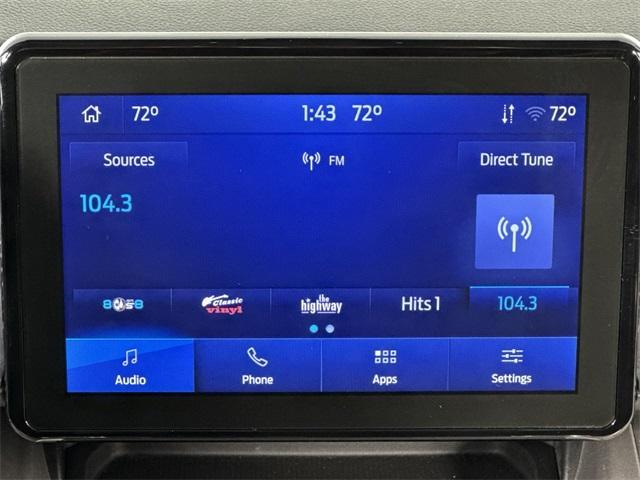 72° 1:43 72° 72°
Sources FM Direct Tune
104.3
80s8 Classic vinyl the highway Hits 1 104.3
Audio Phone Apps Settings